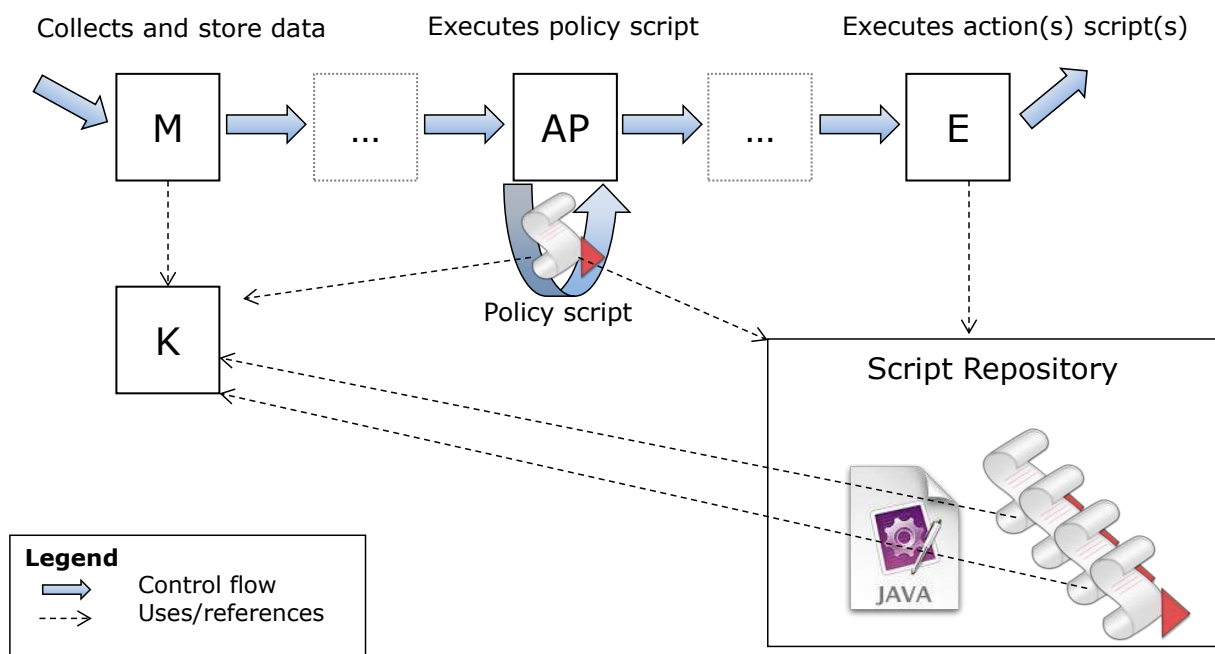 Collects and store data
Executes policy script
Executes action(s) script(s)
M
...
AP
...
E
Policy script
K
Script Repository
JAVA
Legend
Control flow
Uses/references